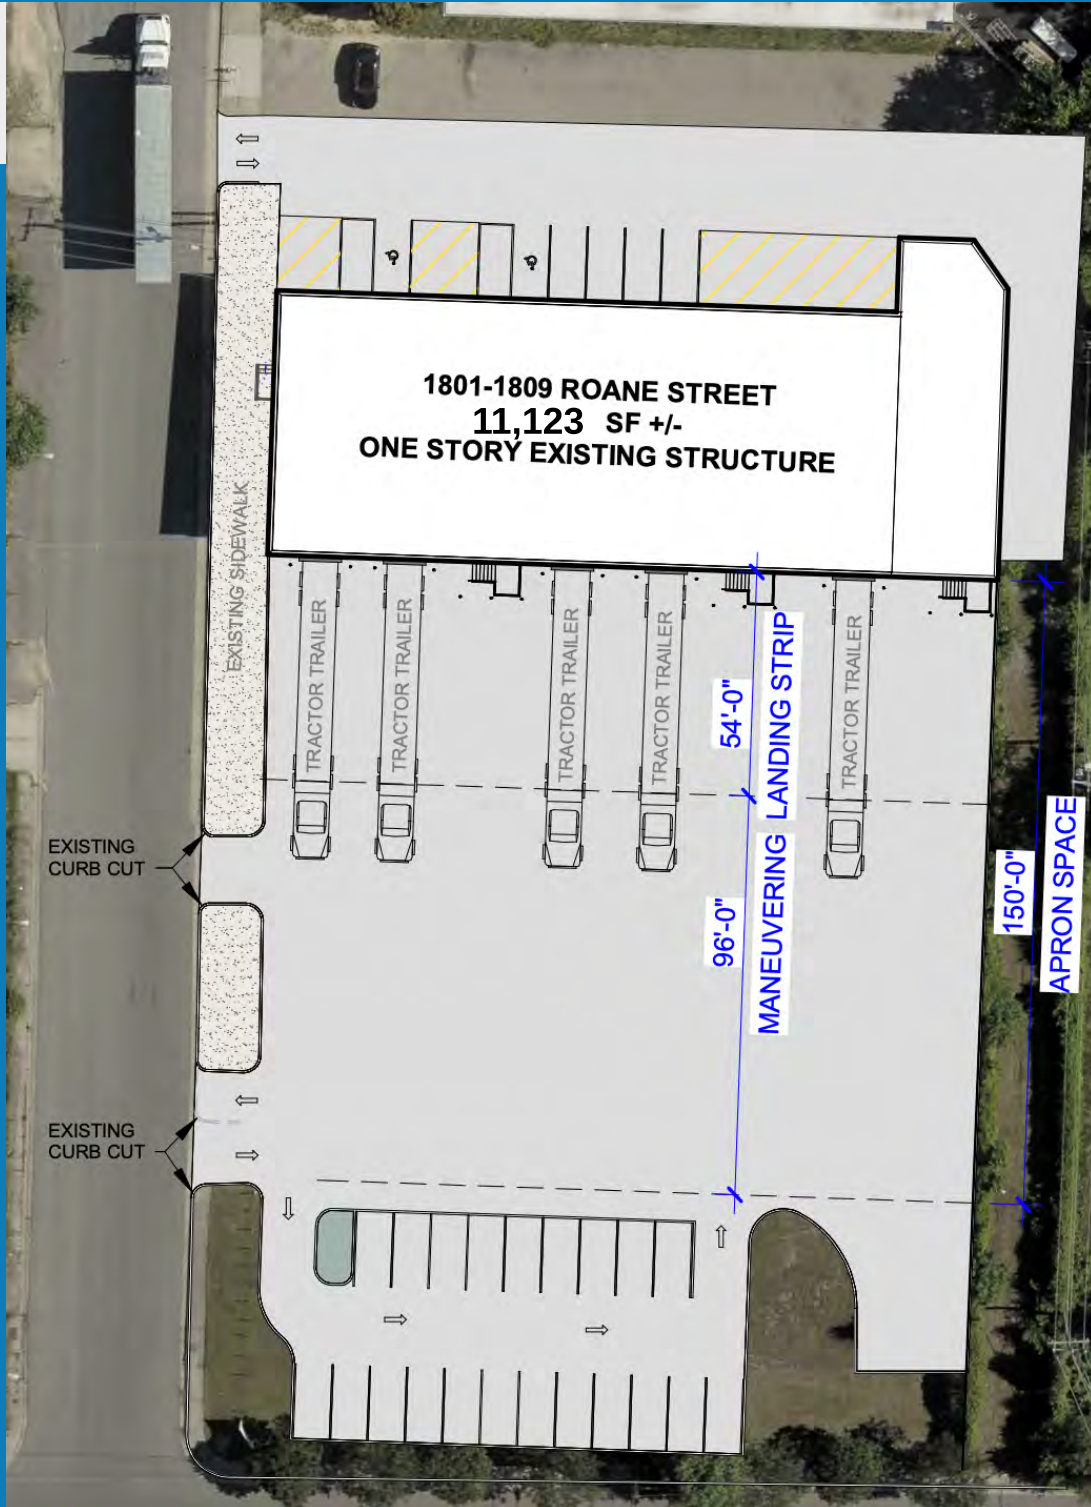 1801-1809 ROANE STREET
11,123 SF +/-
ONE STORY EXISTING STRUCTURE
EXISTING SIDEWALK
TRACTOR TRAILER
TRACTOR TRAILER
TRACTOR TRAILER
TRACTOR TRAILER
TRACTOR TRAILER
54'-0"
LANDING STRIP
EXISTING
CURB CUT
96'-0"
MANEUVERING
150'-0"
APRON SPACE
EXISTING
CURB CUT